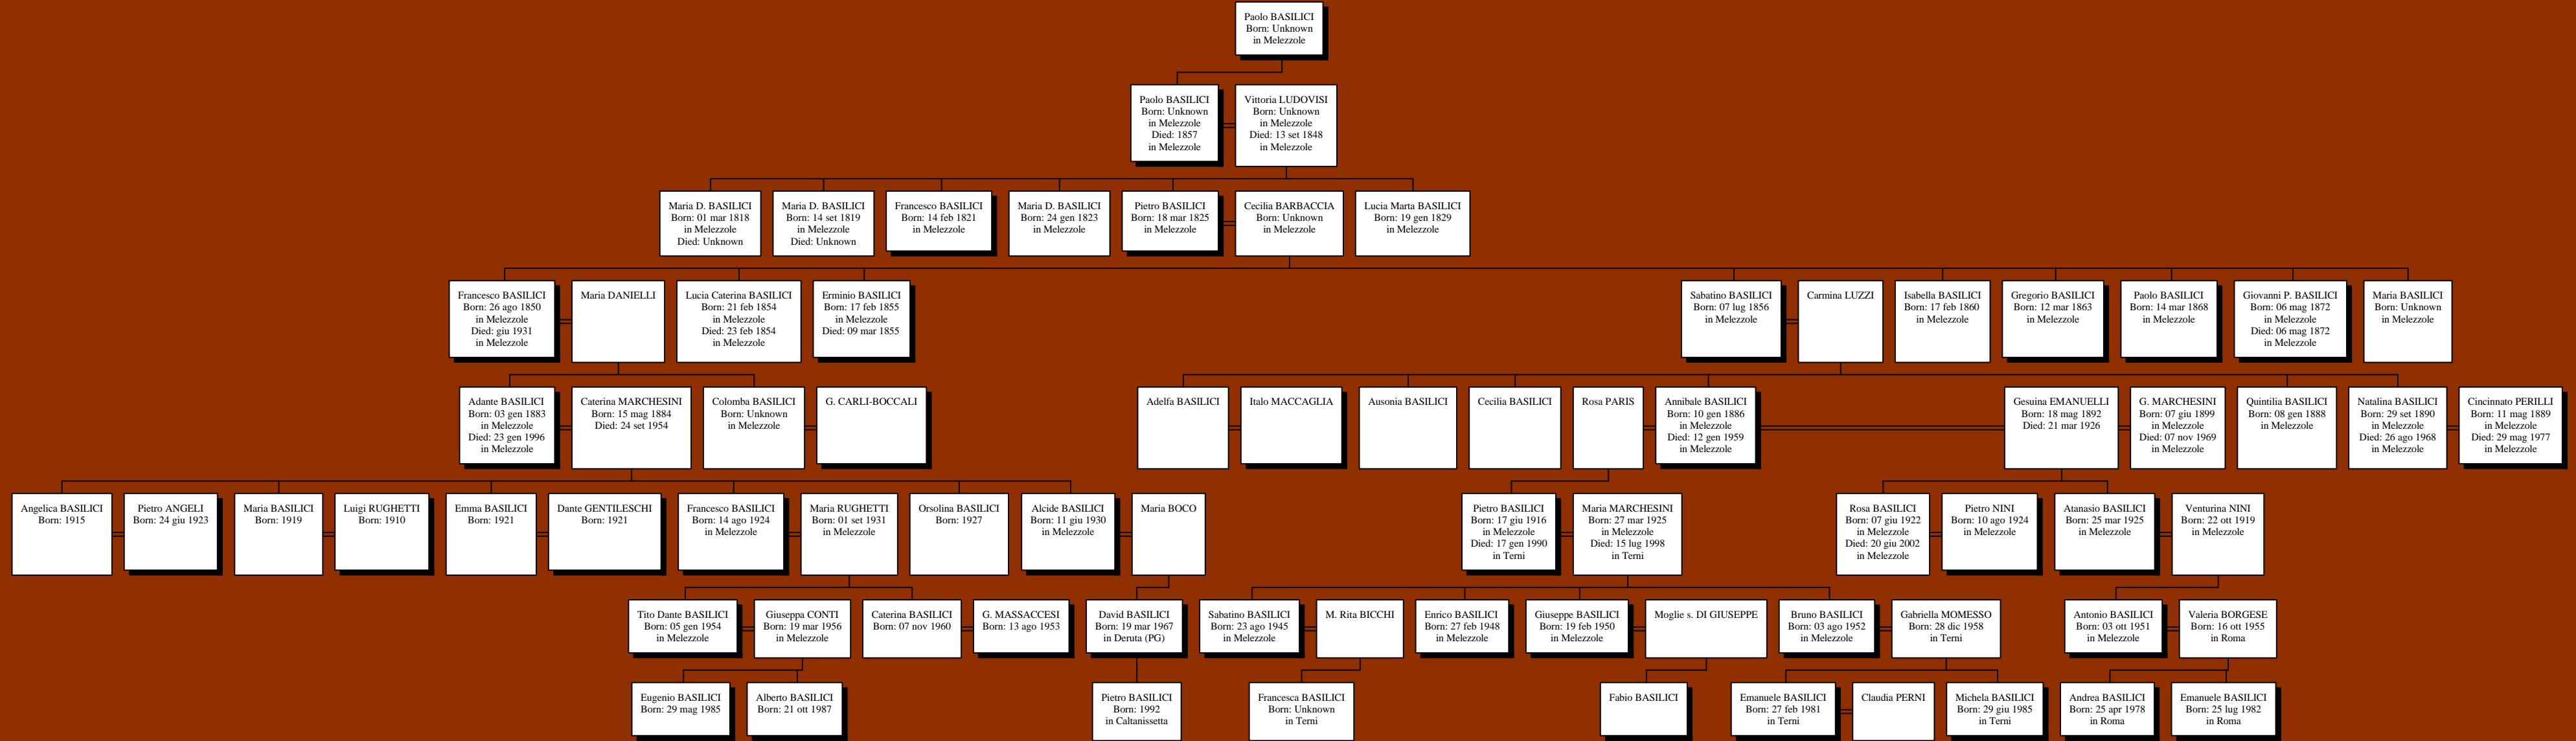 Paolo BASILICI
Born: Unknown
in Melezzole
Paolo BASILICI
Born: Unknown
in Melezzole
Died: 1857
in Melezzole
Vittoria LUDOVISI
Born: Unknown
in Melezzole
Died: 13 set 1848
in Melezzole
Maria D. BASILICI
Born: 01 mar 1818
in Melezzole
Died: Unknown
Maria D. BASILICI
Born: 14 set 1819
in Melezzole
Died: Unknown
Francesco BASILICI
Born: 14 feb 1821
in Melezzole
Maria D. BASILICI
Born: 24 gen 1823
in Melezzole
Pietro BASILICI
Born: 18 mar 1825
in Melezzole
Cecilia BARBACCIA
Born: Unknown
in Melezzole
Lucia Marta BASILICI
Born: 19 gen 1829
in Melezzole
Francesco BASILICI
Born: 26 ago 1850
in Melezzole
Died: giu 1931
in Melezzole
Maria DANIELLI
Lucia Caterina BASILICI
Born: 21 feb 1854
in Melezzole
Died: 23 feb 1854
in Melezzole
Erminio BASILICI
Born: 17 feb 1855
in Melezzole
Died: 09 mar 1855
Sabatino BASILICI
Born: 07 lug 1856
in Melezzole
Carmina LUZZI
Isabella BASILICI
Born: 17 feb 1860
in Melezzole
Gregorio BASILICI
Born: 12 mar 1863
in Melezzole
Paolo BASILICI
Born: 14 mar 1868
in Melezzole
Giovanni P. BASILICI
Born: 06 mag 1872
in Melezzole
Died: 06 mag 1872
in Melezzole
Maria BASILICI
Born: Unknown
in Melezzole
Adante BASILICI
Born: 03 gen 1883
in Melezzole
Died: 23 gen 1996
in Melezzole
Caterina MARCHESINI
Born: 15 mag 1884
Died: 24 set 1954
Colomba BASILICI
Born: Unknown
in Melezzole
G. CARLI-BOCCALI
Adelfa BASILICI
Italo MACCAGLIA
Ausonia BASILICI
Cecilia BASILICI
Rosa PARIS
Annibale BASILICI
Born: 10 gen 1886
in Melezzole
Died: 12 gen 1959
in Melezzole
Gesuina EMANUELLI
Born: 18 mag 1892
Died: 21 mar 1926
G. MARCHESINI
Born: 07 giu 1899
in Melezzole
Died: 07 nov 1969
in Melezzole
Quintilia BASILICI
Born: 08 gen 1888
in Melezzole
Natalina BASILICI
Born: 29 set 1890
in Melezzole
Died: 26 ago 1968
in Melezzole
Cincinnato PERILLI
Born: 11 mag 1889
in Melezzole
Died: 29 mag 1977
in Melezzole
Angelica BASILICI
Born: 1915
Pietro ANGELI
Born: 24 giu 1923
Maria BASILICI
Born: 1919
Luigi RUGHETTI
Born: 1910
Emma BASILICI
Born: 1921
Dante GENTILESCHI
Born: 1921
Francesco BASILICI
Born: 14 ago 1924
in Melezzole
Maria RUGHETTI
Born: 01 set 1931
in Melezzole
Orsolina BASILICI
Born: 1927
Alcide BASILICI
Born: 11 giu 1930
in Melezzole
Maria BOCO
Pietro BASILICI
Born: 17 giu 1916
in Melezzole
Died: 17 gen 1990
in Terni
Maria MARCHESINI
Born: 27 mar 1925
in Melezzole
Died: 15 lug 1998
in Terni
Rosa BASILICI
Born: 07 giu 1922
in Melezzole
Died: 20 giu 2002
in Melezzole
Pietro NINI
Born: 10 ago 1924
in Melezzole
Atanasio BASILICI
Born: 25 mar 1925
in Melezzole
Venturina NINI
Born: 22 ott 1919
in Melezzole
Tito Dante BASILICI
Born: 05 gen 1954
in Melezzole
Giuseppa CONTI
Born: 19 mar 1956
in Melezzole
Caterina BASILICI
Born: 07 nov 1960
G. MASSACCESI
Born: 13 ago 1953
David BASILICI
Born: 19 mar 1967
in Deruta (PG)
Sabatino BASILICI
Born: 23 ago 1945
in Melezzole
M. Rita BICCHI
Enrico BASILICI
Born: 27 feb 1948
in Melezzole
Giuseppe BASILICI
Born: 19 feb 1950
in Melezzole
Moglie s. DI GIUSEPPE
Bruno BASILICI
Born: 03 ago 1952
in Melezzole
Gabriella MOMESSO
Born: 28 dic 1958
in Terni
Antonio BASILICI
Born: 03 ott 1951
in Melezzole
Valeria BORGESE
Born: 16 ott 1955
in Roma
Eugenio BASILICI
Born: 29 mag 1985
Alberto BASILICI
Born: 21 ott 1987
Pietro BASILICI
Born: 1992
in Caltanissetta
Francesca BASILICI
Born: Unknown
in Terni
Fabio BASILICI
Emanuele BASILICI
Born: 27 feb 1981
in Terni
Claudia PERNI
Michela BASILICI
Born: 29 giu 1985
in Terni
Andrea BASILICI
Born: 25 apr 1978
in Roma
Emanuele BASILICI
Born: 25 lug 1982
in Roma